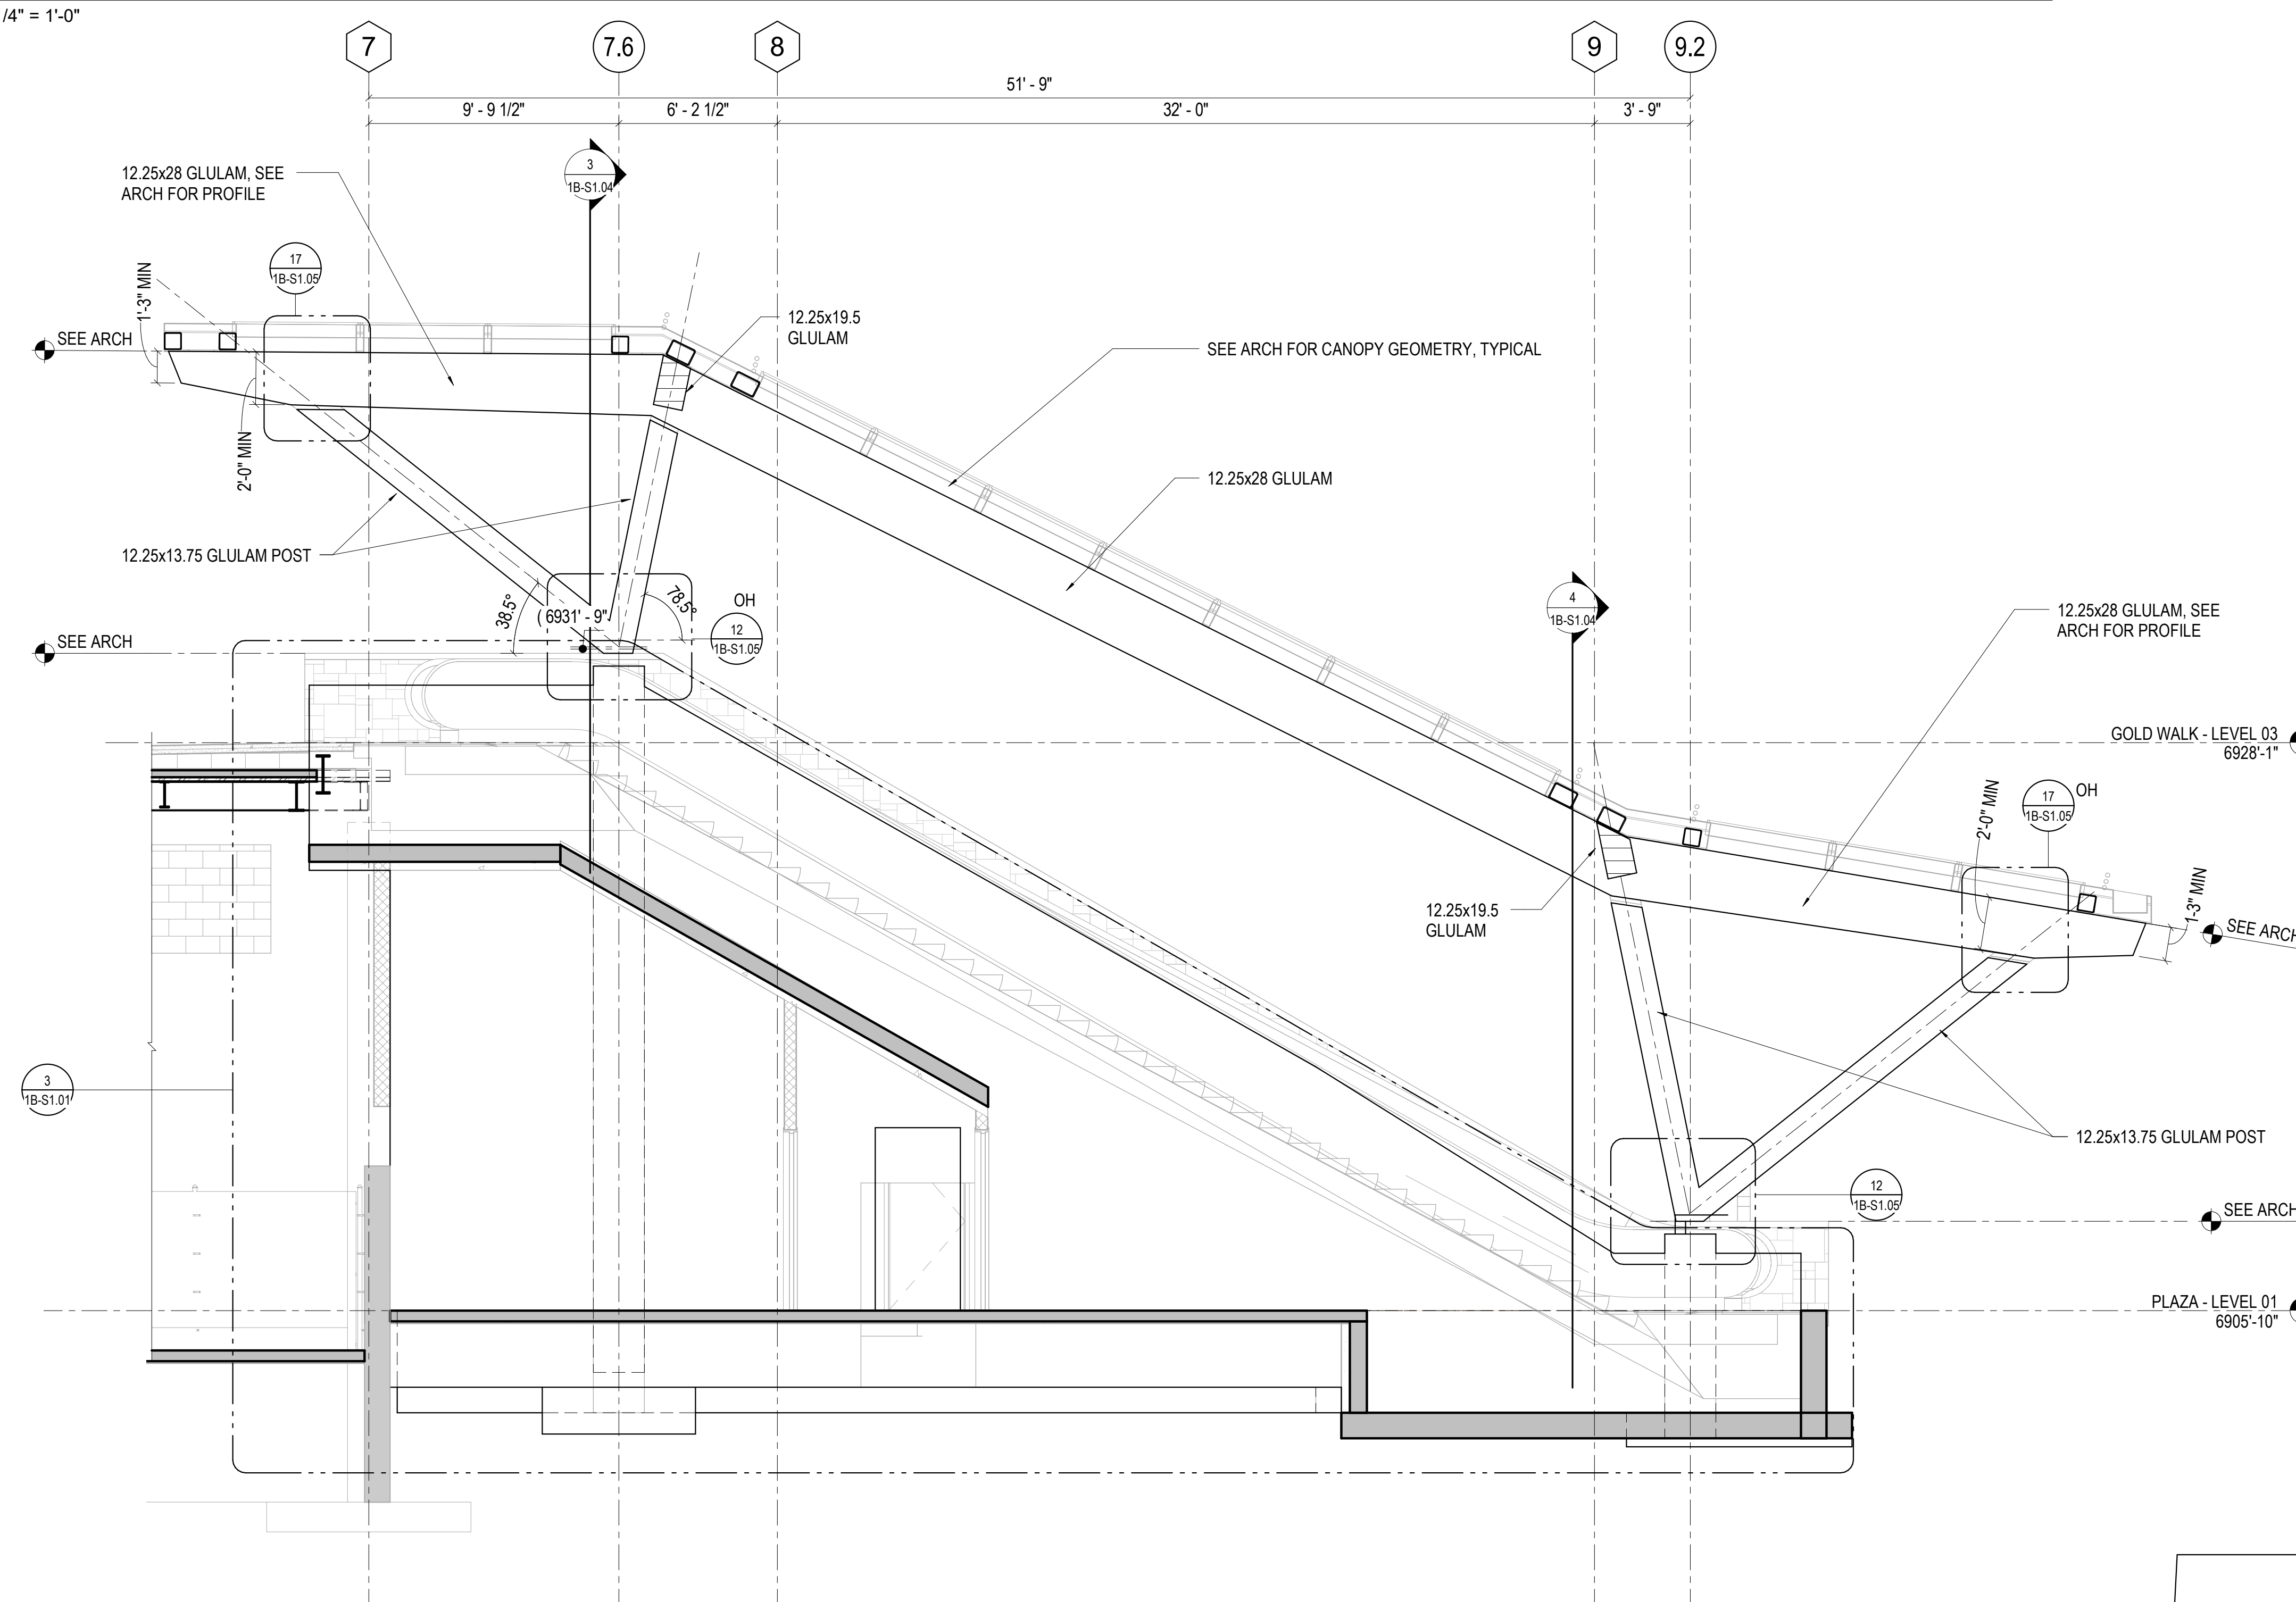 /4" = 1'-0"
7
7.6
8
9
9.2
51' - 9"
9' - 9 1/2"
6' - 2 1/2"
32' - 0"
3' - 9"
12.25x28 GLULAM, SEE
ARCH FOR PROFILE
3
1B-S1.04
17
1B-S1.05
1'-3" MIN
SEE ARCH
12.25x19.5
GLULAM
SEE ARCH FOR CANOPY GEOMETRY, TYPICAL
2'-0" MIN
12.25x28 GLULAM
12.25x13.75 GLULAM POST
38.5°
( 6931' - 9"
78.5°
OH
12
1B-S1.05
4
1B-S1.04
12.25x28 GLULAM, SEE
ARCH FOR PROFILE
SEE ARCH
GOLD WALK - LEVEL 03
6928'-1"
2'-0" MIN
17
1B-S1.05
OH
1-3" MIN
12.25x19.5
GLULAM
SEE ARCH
3
1B-S1.01
12.25x13.75 GLULAM POST
12
1B-S1.05
SEE ARCH
PLAZA - LEVEL 01
6905'-10"